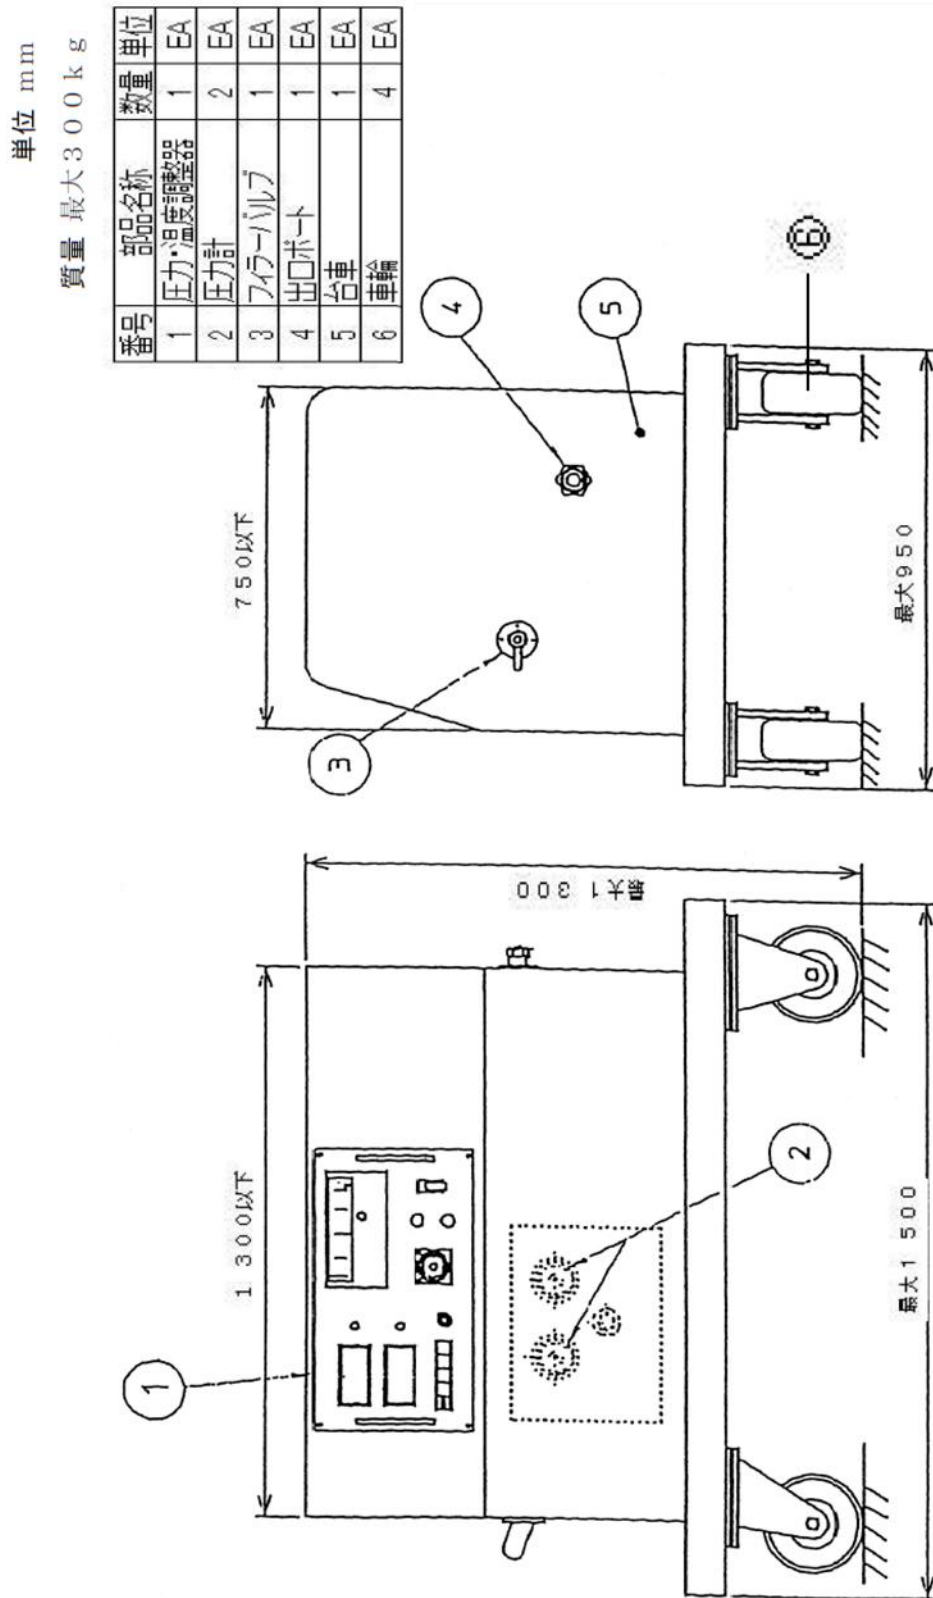 単位 mm
質量 最大300kg
番号 部品名称 数量 単位
1 圧力・温度調整器 1 EA
2 圧力計 2 EA
3 フィラーバルブ 1 EA
4 出口ポート 1 EA
5 台車 1 EA
6 車輪 4 EA
1 300以下
750以下
1
3
4
5
6
2
最大1 300
最大1 500
最大950